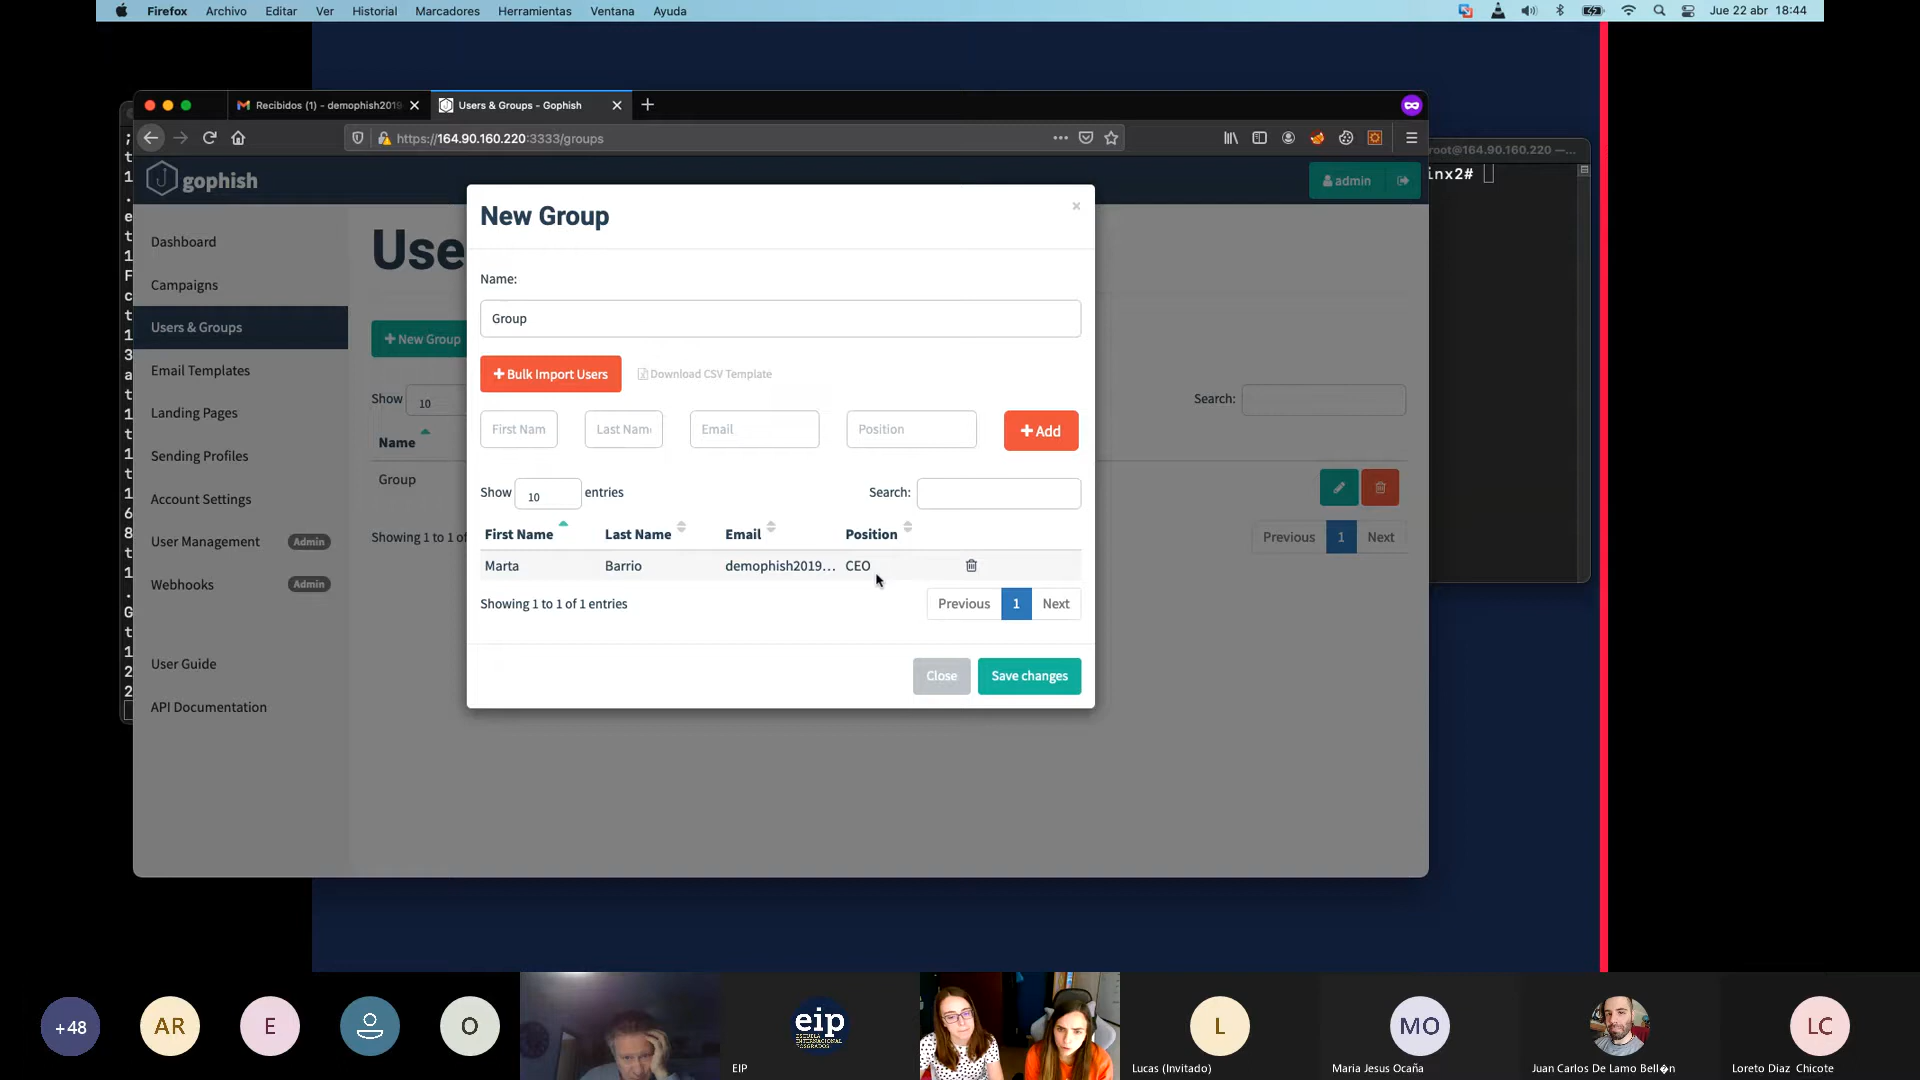 Firefox Archivo Editar Ver Historial Marcadores Herramientas Ventana Ayuda
Jue 22 abr 18:44
Recibidos (1) - demophish2019
Users & Groups - Gophish
https://164.90.160.220:3333/groups
root@164.90.160.220 —...
inx2#
gophish
admin
Dashboard
Campaigns
Users & Groups
Email Templates
Landing Pages
Sending Profiles
Account Settings
User Management Admin
Webhooks Admin
User Guide
API Documentation
Use
New Group
Show 10
Search:
Name
Group
Showing 1 to 1 of
Previous 1 Next
New Group
×
Name:
Group
Bulk Import Users
Download CSV Template
First Nam
Last Nam
Email
Position
Add
Show 10 entries
Search:
First Name Last Name Email Position
Marta Barrio demophish2019... CEO
Showing 1 to 1 of 1 entries
Previous 1 Next
Close
Save changes
+48
AR
E
O
eip
ESCUELA
INTERNACIONAL
POSGRADOS
EIP
L
Lucas (Invitado)
MO
Maria Jesus Ocaña
Juan Carlos De Lamo Bell�n
LC
Loreto Diaz Chicote